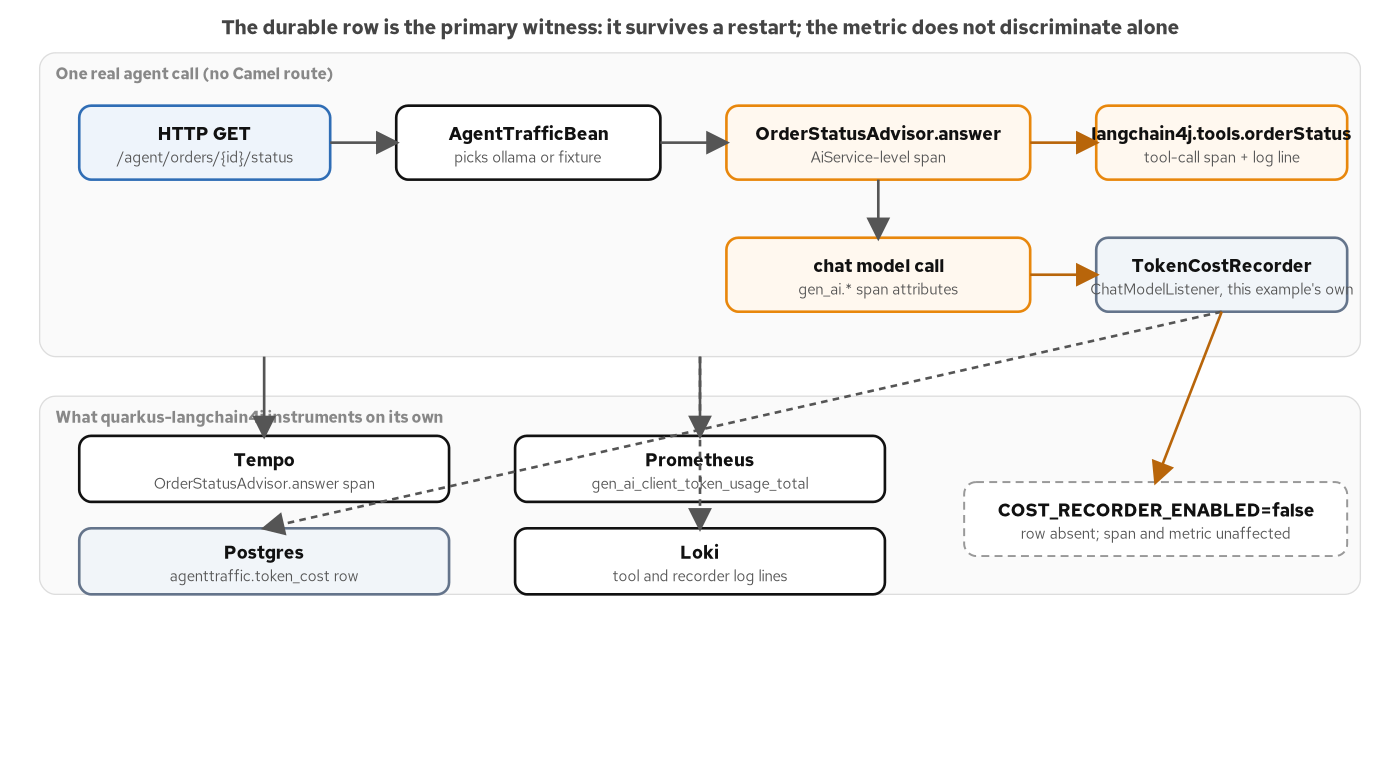 The durable row is the primary witness: it survives a restart; the metric does not discriminate alone
One real agent call (no Camel route)
HTTP GET
/agent/orders/{id}/status
AgentTrafficBean
picks ollama or fixture
OrderStatusAdvisor.answer
AiService-level span
langchain4j.tools.orderStatus
tool-call span + log line
chat model call
gen_ai.* span attributes
TokenCostRecorder
ChatModelListener, this example's own
What quarkus-langchain4j instruments on its own
Tempo
OrderStatusAdvisor.answer span
Prometheus
gen_ai_client_token_usage_total
COST_RECORDER_ENABLED=false
row absent; span and metric unaffected
Postgres
agenttraffic.token_cost row
Loki
tool and recorder log lines